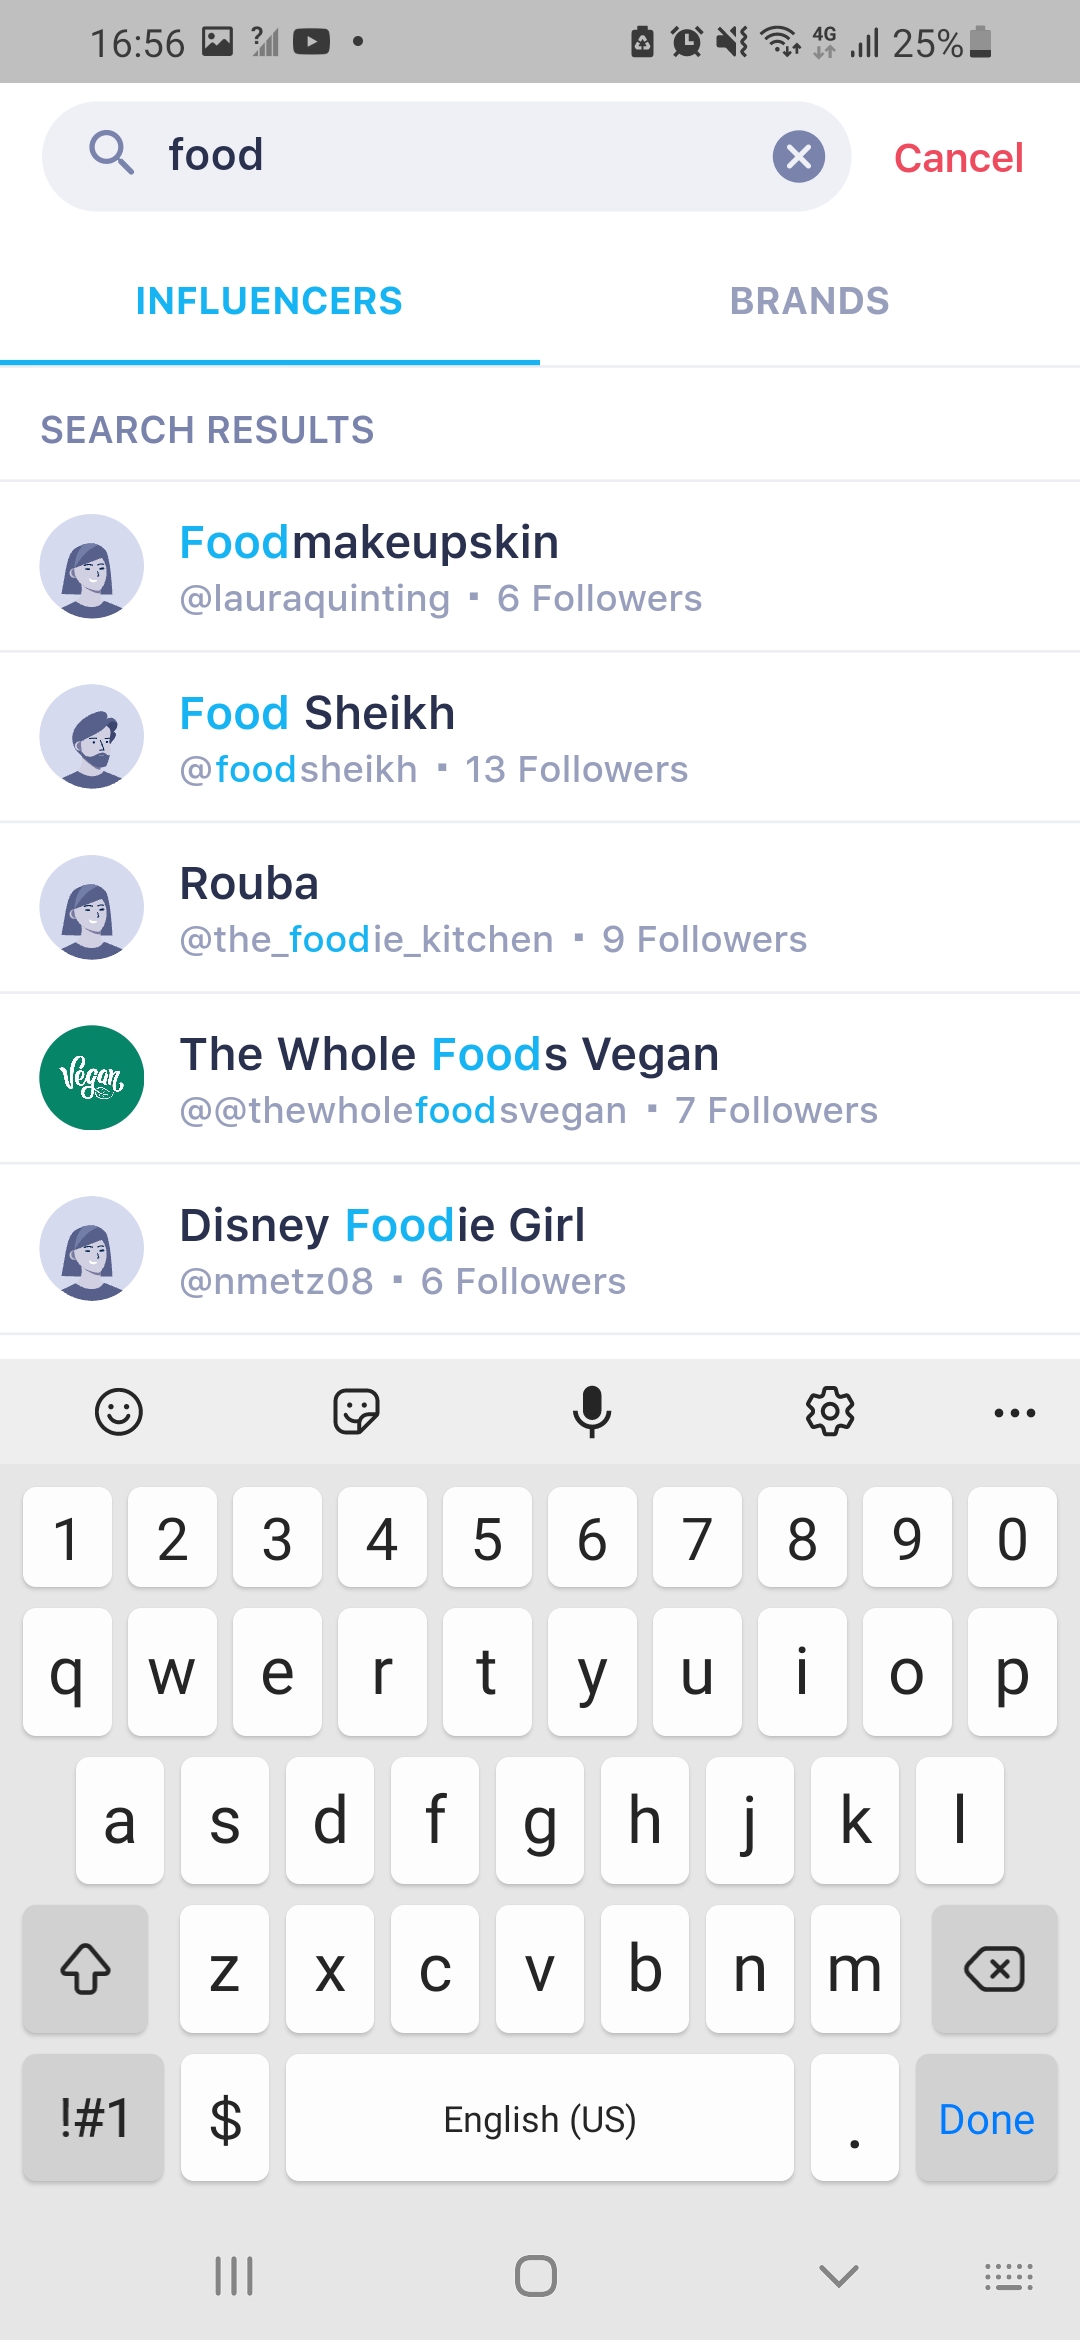 16:56 ? 4G 25%
food Cancel
INFLUENCERS BRANDS
SEARCH RESULTS
Foodmakeupskin
@lauraquinting ▪ 6 Followers
Food Sheikh
@foodsheikh ▪ 13 Followers
Rouba
@the_foodie_kitchen ▪ 9 Followers
Vegan
The Whole Foods Vegan
@@thewholefoodsvegan ▪ 7 Followers
Disney Foodie Girl
@nmetz08 ▪ 6 Followers
1 2 3 4 5 6 7 8 9 0
q w e r t y u i o p
a s d f g h j k l
z x c v b n m
!#1 $ English (US) . Done